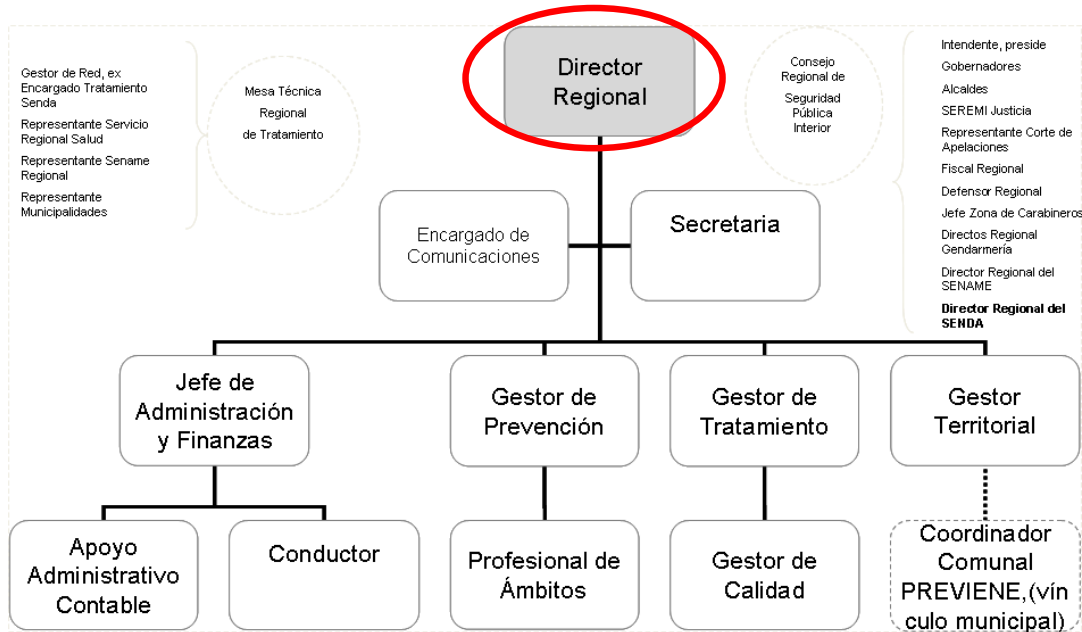 Director
Regional
Gestor de Red, ex
Encargado Tratamiento
Senda
Representante Servicio
Regional Salud
Representante Sename
Regional
Representante
Municipalidades
Mesa Técnica
Regional
de Tratamiento
Consejo
Regional de
Seguridad
Pública
Interior
Intendente, preside
Gobernadores
Alcaldes
SEREMI Justicia
Representante Corte de
Apelaciones
Fiscal Regional
Defensor Regional
Jefe Zona de Carabineros
Directos Regional
Gendarmería
Director Regional del
SENAME
Director Regional del
SENDA
Encargado de
Comunicaciones
Secretaria
Jefe de
Administración
y Finanzas
Gestor de
Prevención
Gestor de
Tratamiento
Gestor
Territorial
Apoyo
Administrativo
Contable
Conductor
Profesional de
Ámbitos
Gestor de
Calidad
Coordinador
Comunal
PREVIENE,(vín
culo municipal)